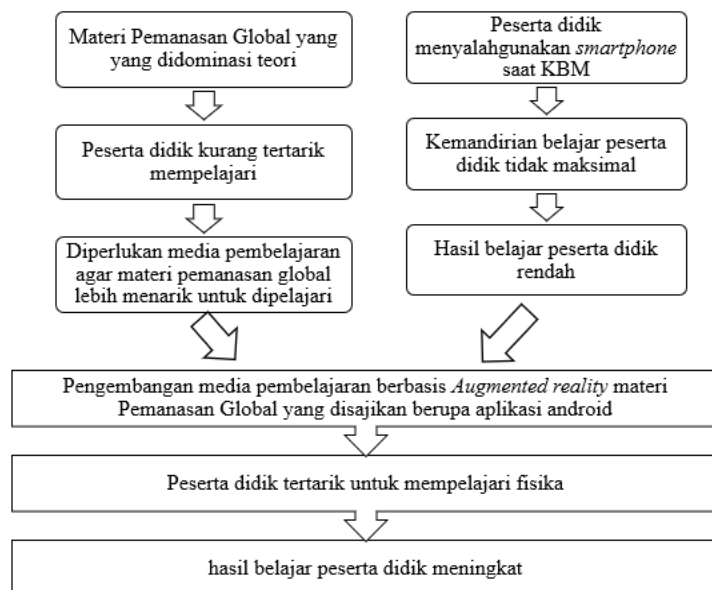 Materi Pemanasan Global yang
yang didominasi teori
Peserta didik kurang tertarik
mempelajari
Diperlukan media pembelajaran
agar materi pemanasan global
lebih menarik untuk dipelajari
Peserta didik
menyalahgunakan smartphone
saat KBM
Kemandirian belajar peserta
didik tidak maksimal
Hasil belajar peserta didik
rendah
Pengembangan media pembelajaran berbasis Augmented reality materi
Pemanasan Global yang disajikan berupa aplikasi android
Peserta didik tertarik untuk mempelajari fisika
hasil belajar peserta didik meningkat